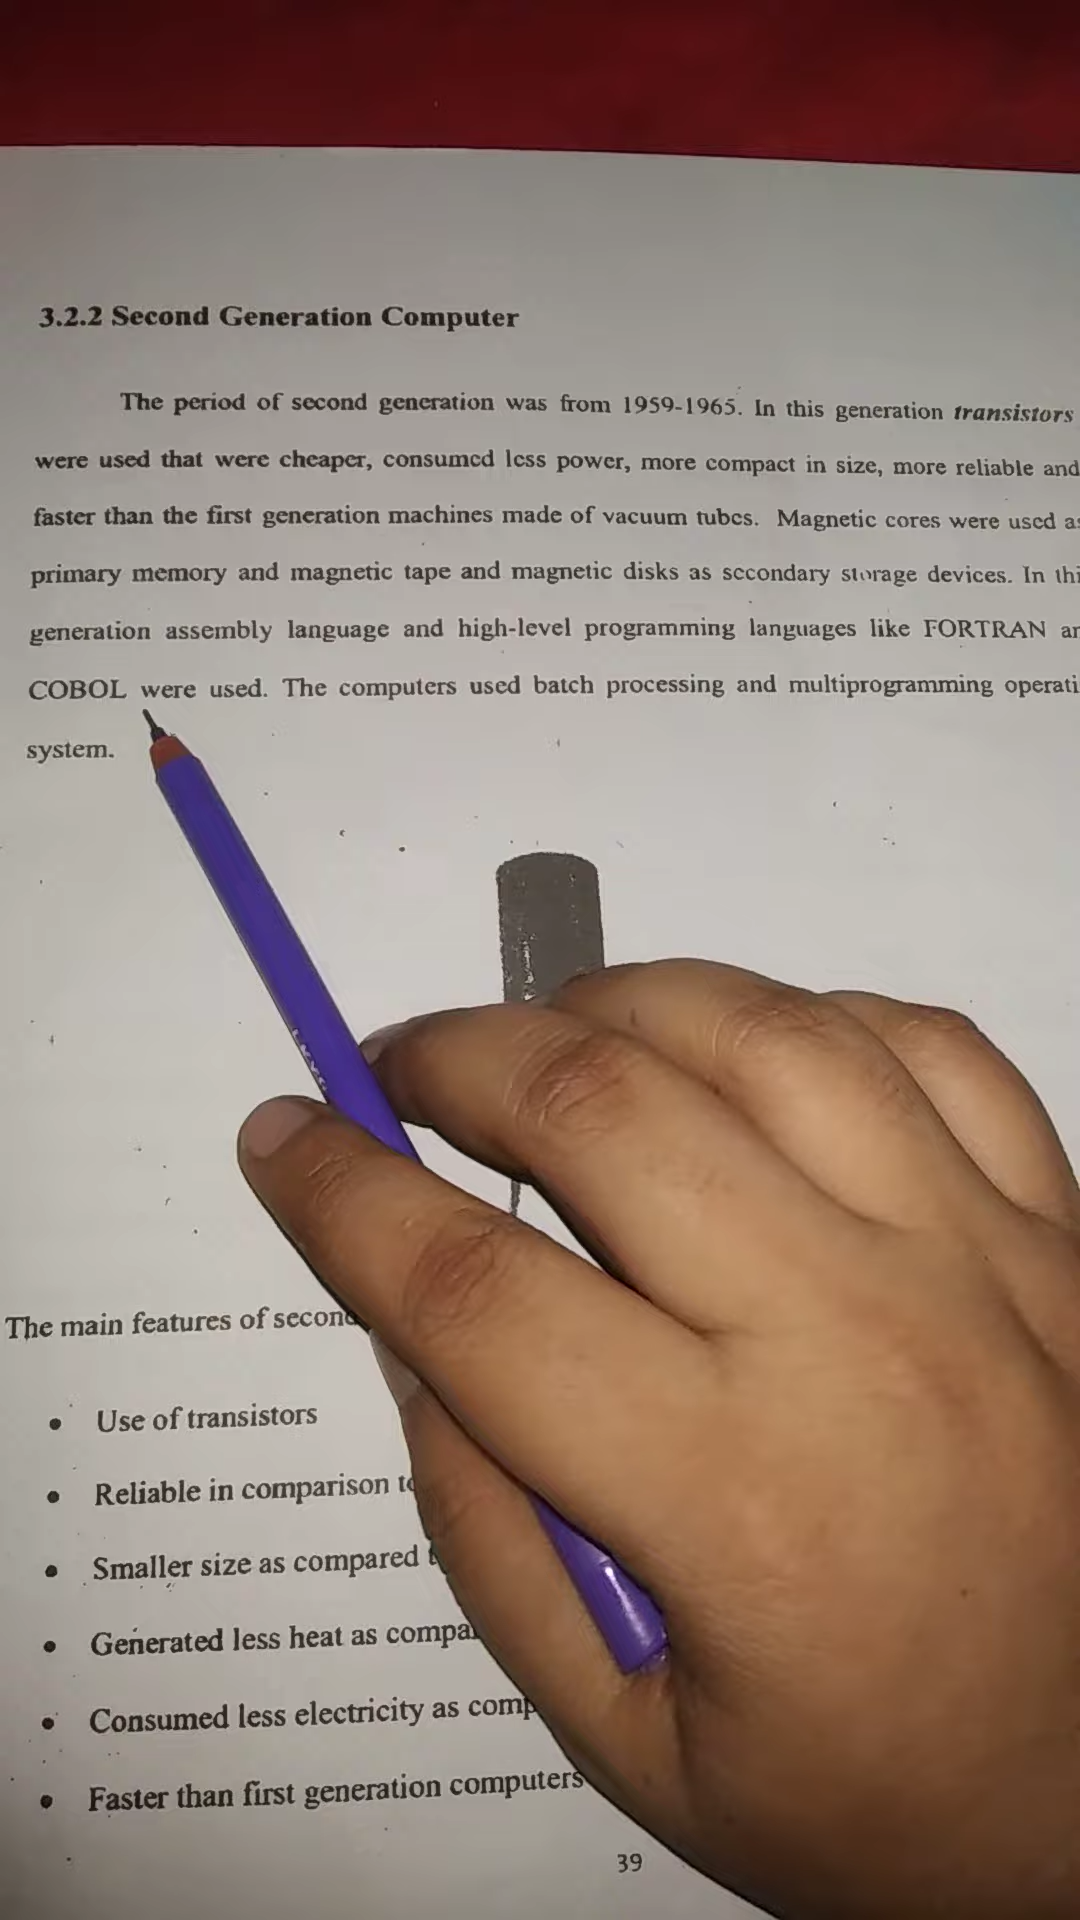 3.2.2 Second Generation Computer
The period of second generation was from 1959-1965. In this generation transistors
were used that were cheaper, consumed less power, more compact in size, more reliable and
faster than the first generation machines made of vacuum tubes. Magnetic cores were used as
primary memory and magnetic tape and magnetic disks as secondary storage devices. In thi
generation assembly language and high-level programming languages like FORTRAN an
COBOL were used. The computers used batch processing and multiprogramming operati
system.
The main features of second
Use of transistors
Reliable in comparison to
Smaller size as compared
Generated less heat as compa
Consumed less electricity as comp
Faster than first generation computers
39